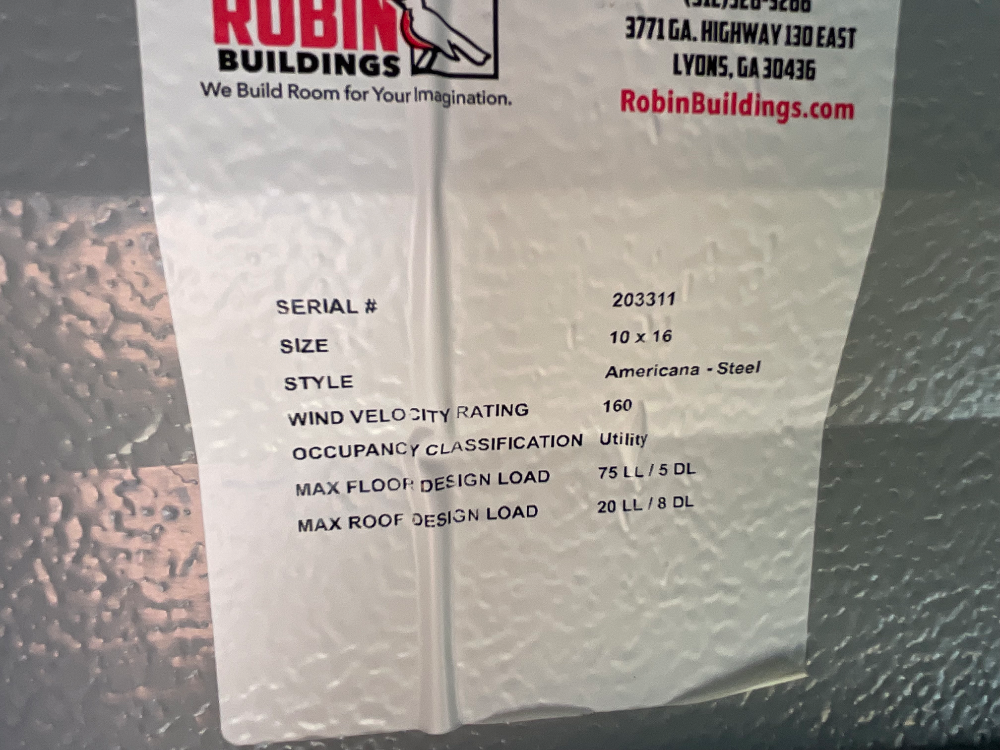 ROBIN
BUILDINGS
We Build Room for Your Imagination.
3771 GA. HIGHWAY 130 EAST
LYONS, GA 30436
RobinBuildings.com
SERIAL # 203311
SIZE 10 x 16
STYLE Americana - Steel
WIND VELOCITY RATING 160
OCCUPANCY CLASSIFICATION Utility
MAX FLOOR DESIGN LOAD 75 LL / 5 DL
MAX ROOF DESIGN LOAD 20 LL / 8 DL